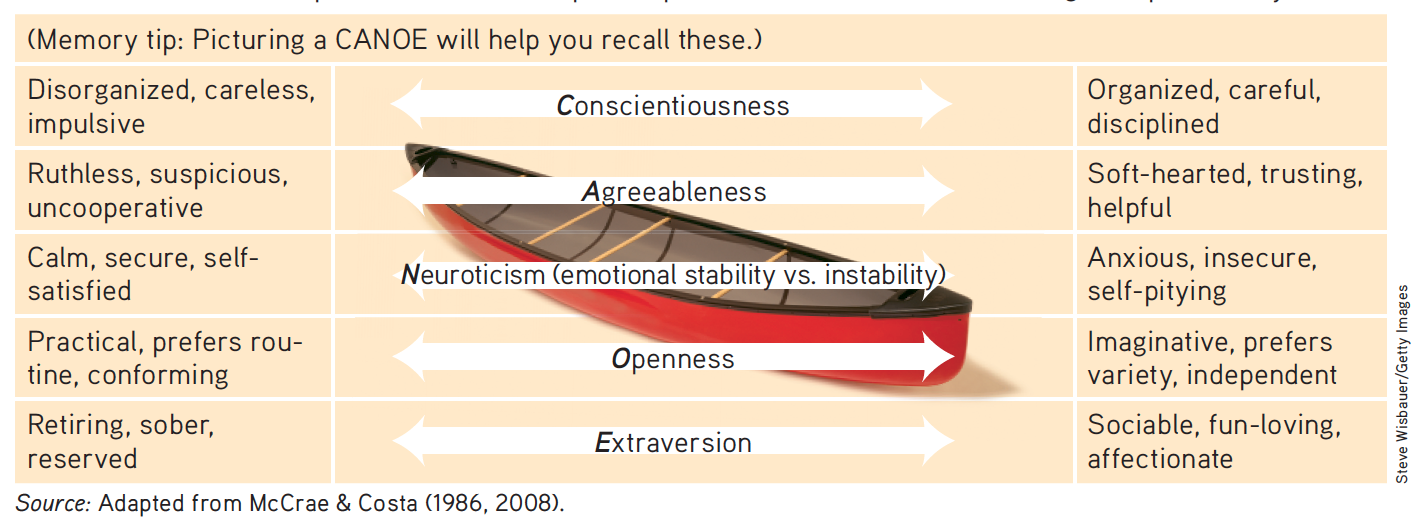 (Memory tip: Picturing a CANOE will help you recall these.)
Disorganized, careless,
impulsive
Conscientiousness
Organized, careful,
disciplined
Ruthless, suspicious,
uncooperative
Agreeableness
Soft-hearted, trusting,
helpful
Calm, secure, self-
satisfied
Neuroticism (emotional stability vs. instability)
Anxious, insecure,
self-pitying
Practical, prefers rou-
tine, conforming
Openness
Imaginative, prefers
variety, independent
Retiring, sober,
reserved
Extraversion
Sociable, fun-loving,
affectionate
Steve Wisbauer/Getty Images
Source: Adapted from McCrae & Costa (1986, 2008).